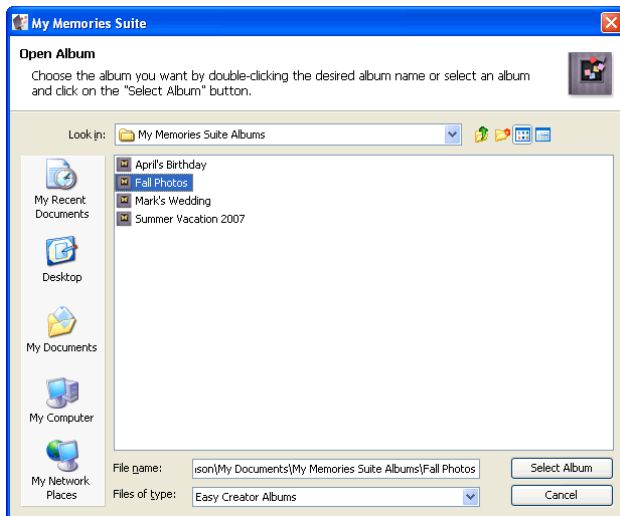 My Memories Suite
Open Album
Choose the album you want by double-clicking the desired album name or select an album
and click on the "Select Album" button.
Look in: My Memories Suite Albums
April's Birthday
Fall Photos
Mark's Wedding
Summer Vacation 2007
My Recent
Documents
Desktop
My Documents
My Computer
My Network
Places
File name: ison\My Documents\My Memories Suite Albums\Fall Photos
Select Album
Files of type: Easy Creator Albums
Cancel